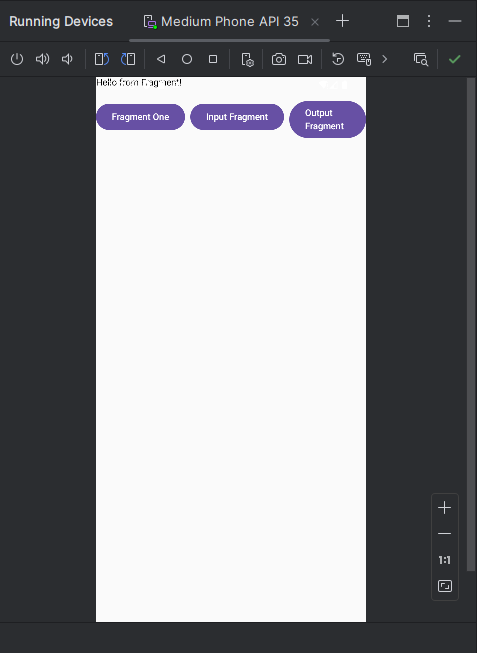 Running Devices
Medium Phone API 35
Hello from Fragment!
Fragment One
Input Fragment
Output
Fragment
1:1